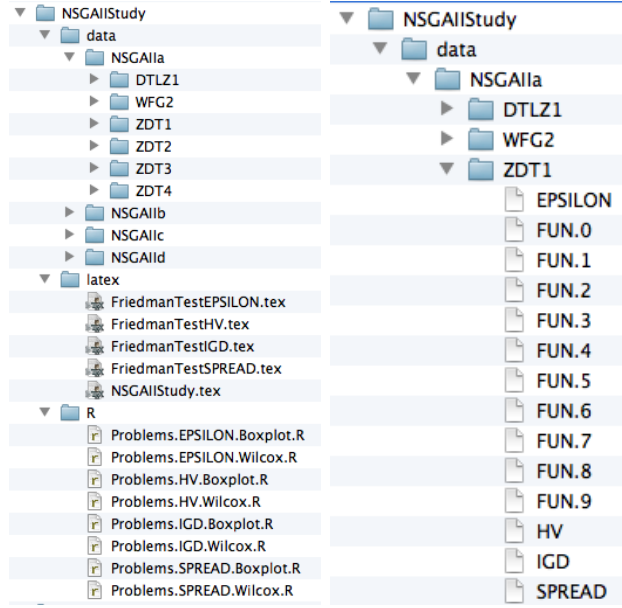 NSGAIIStudy
data
NSGAIIa
DTLZ1
WFG2
ZDT1
ZDT2
ZDT3
ZDT4
NSGAIIb
NSGAIIc
NSGAIId
latex
FriedmanTestEPSILON.tex
FriedmanTestHV.tex
FriedmanTestIGD.tex
FriedmanTestSPREAD.tex
NSGAIIStudy.tex
R
Problems.EPSILON.Boxplot.R
Problems.EPSILON.Wilcox.R
Problems.HV.Boxplot.R
Problems.HV.Wilcox.R
Problems.IGD.Boxplot.R
Problems.IGD.Wilcox.R
Problems.SPREAD.Boxplot.R
Problems.SPREAD.Wilcox.R
NSGAIIStudy
data
NSGAIIa
DTLZ1
WFG2
ZDT1
EPSILON
FUN.0
FUN.1
FUN.2
FUN.3
FUN.4
FUN.5
FUN.6
FUN.7
FUN.8
FUN.9
HV
IGD
SPREAD